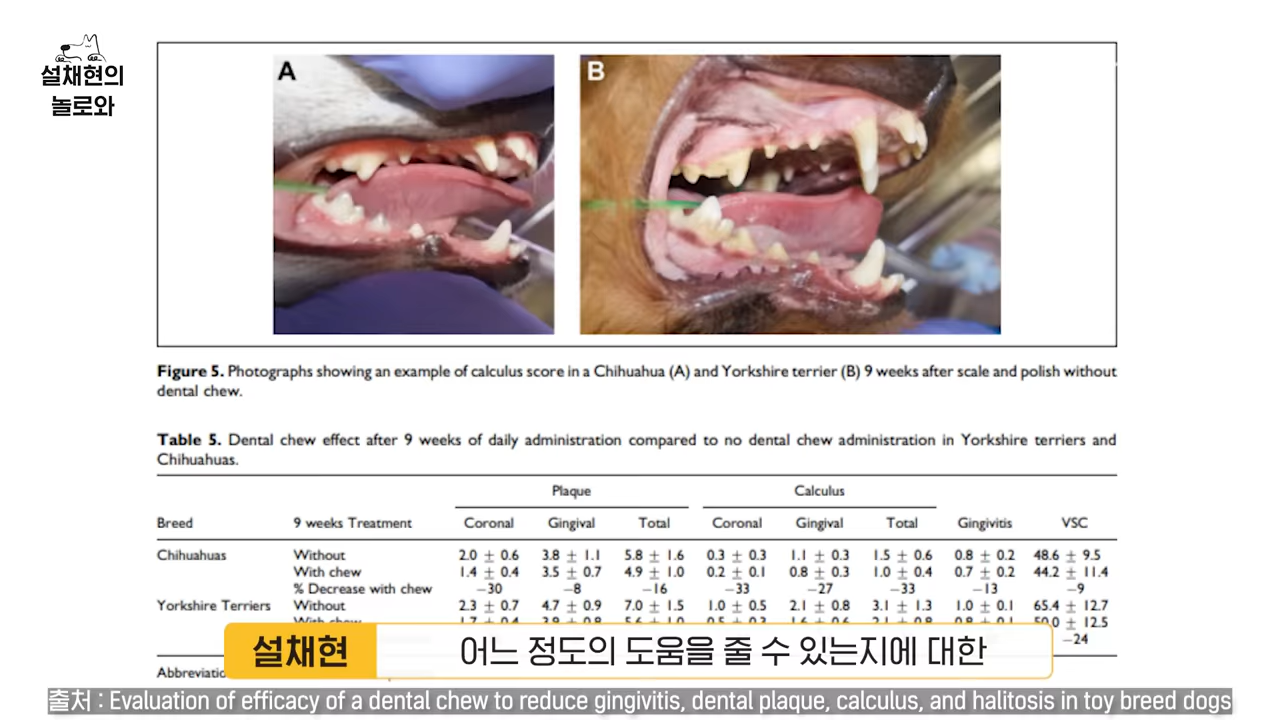 설채현의
놀로와
A
B
Figure 5. Photographs showing an example of calculus score in a Chihuahua (A) and Yorkshire terrier (B) 9 weeks after scale and polish without
dental chew.
Table 5. Dental chew effect after 9 weeks of daily administration compared to no dental chew administration in Yorkshire terriers and
Chihuahuas.
Plaque Calculus
Breed 9 weeks Treatment Coronal Gingival Total Coronal Gingival Total Gingivitis VSC
Chihuahuas Without 2.0 ± 0.6 3.8 ± 1.1 5.8 ± 1.6 0.3 ± 0.3 1.1 ± 0.3 1.5 ± 0.6 0.8 ± 0.2 48.6 ± 9.5
With chew 1.4 ± 0.4 3.5 ± 0.7 4.9 ± 1.0 0.2 ± 0.1 0.8 ± 0.3 1.0 ± 0.4 0.7 ± 0.2 44.2 ± 11.4
% Decrease with chew −30 −8 −16 −33 −27 −33 −13 −9
Yorkshire Terriers Without 2.3 ± 0.7 4.7 ± 0.9 7.0 ± 1.5 1.0 ± 0.5 2.1 ± 0.8 3.1 ± 1.3 1.0 ± 0.1 65.4 ± 12.7
50.0 ± 12.5
−24
설채현 어느 정도의 도움을 줄 수 있는지에 대한
출처 : Evaluation of efficacy of a dental chew to reduce gingivitis, dental plaque, calculus, and halitosis in toy breed dogs